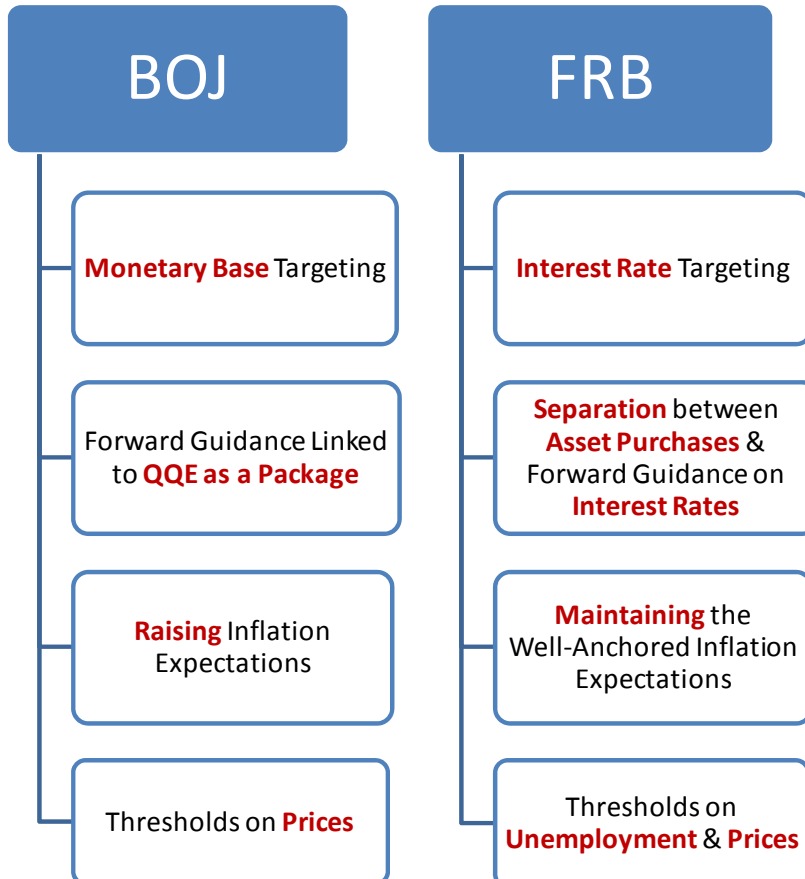 BOJ
Monetary Base Targeting
Forward Guidance Linked
to QQE as a Package
Raising Inflation
Expectations
Thresholds on Prices
FRB
Interest Rate Targeting
Separation between
Asset Purchases &
Forward Guidance on
Interest Rates
Maintaining the
Well-Anchored Inflation
Expectations
Thresholds on
Unemployment & Prices